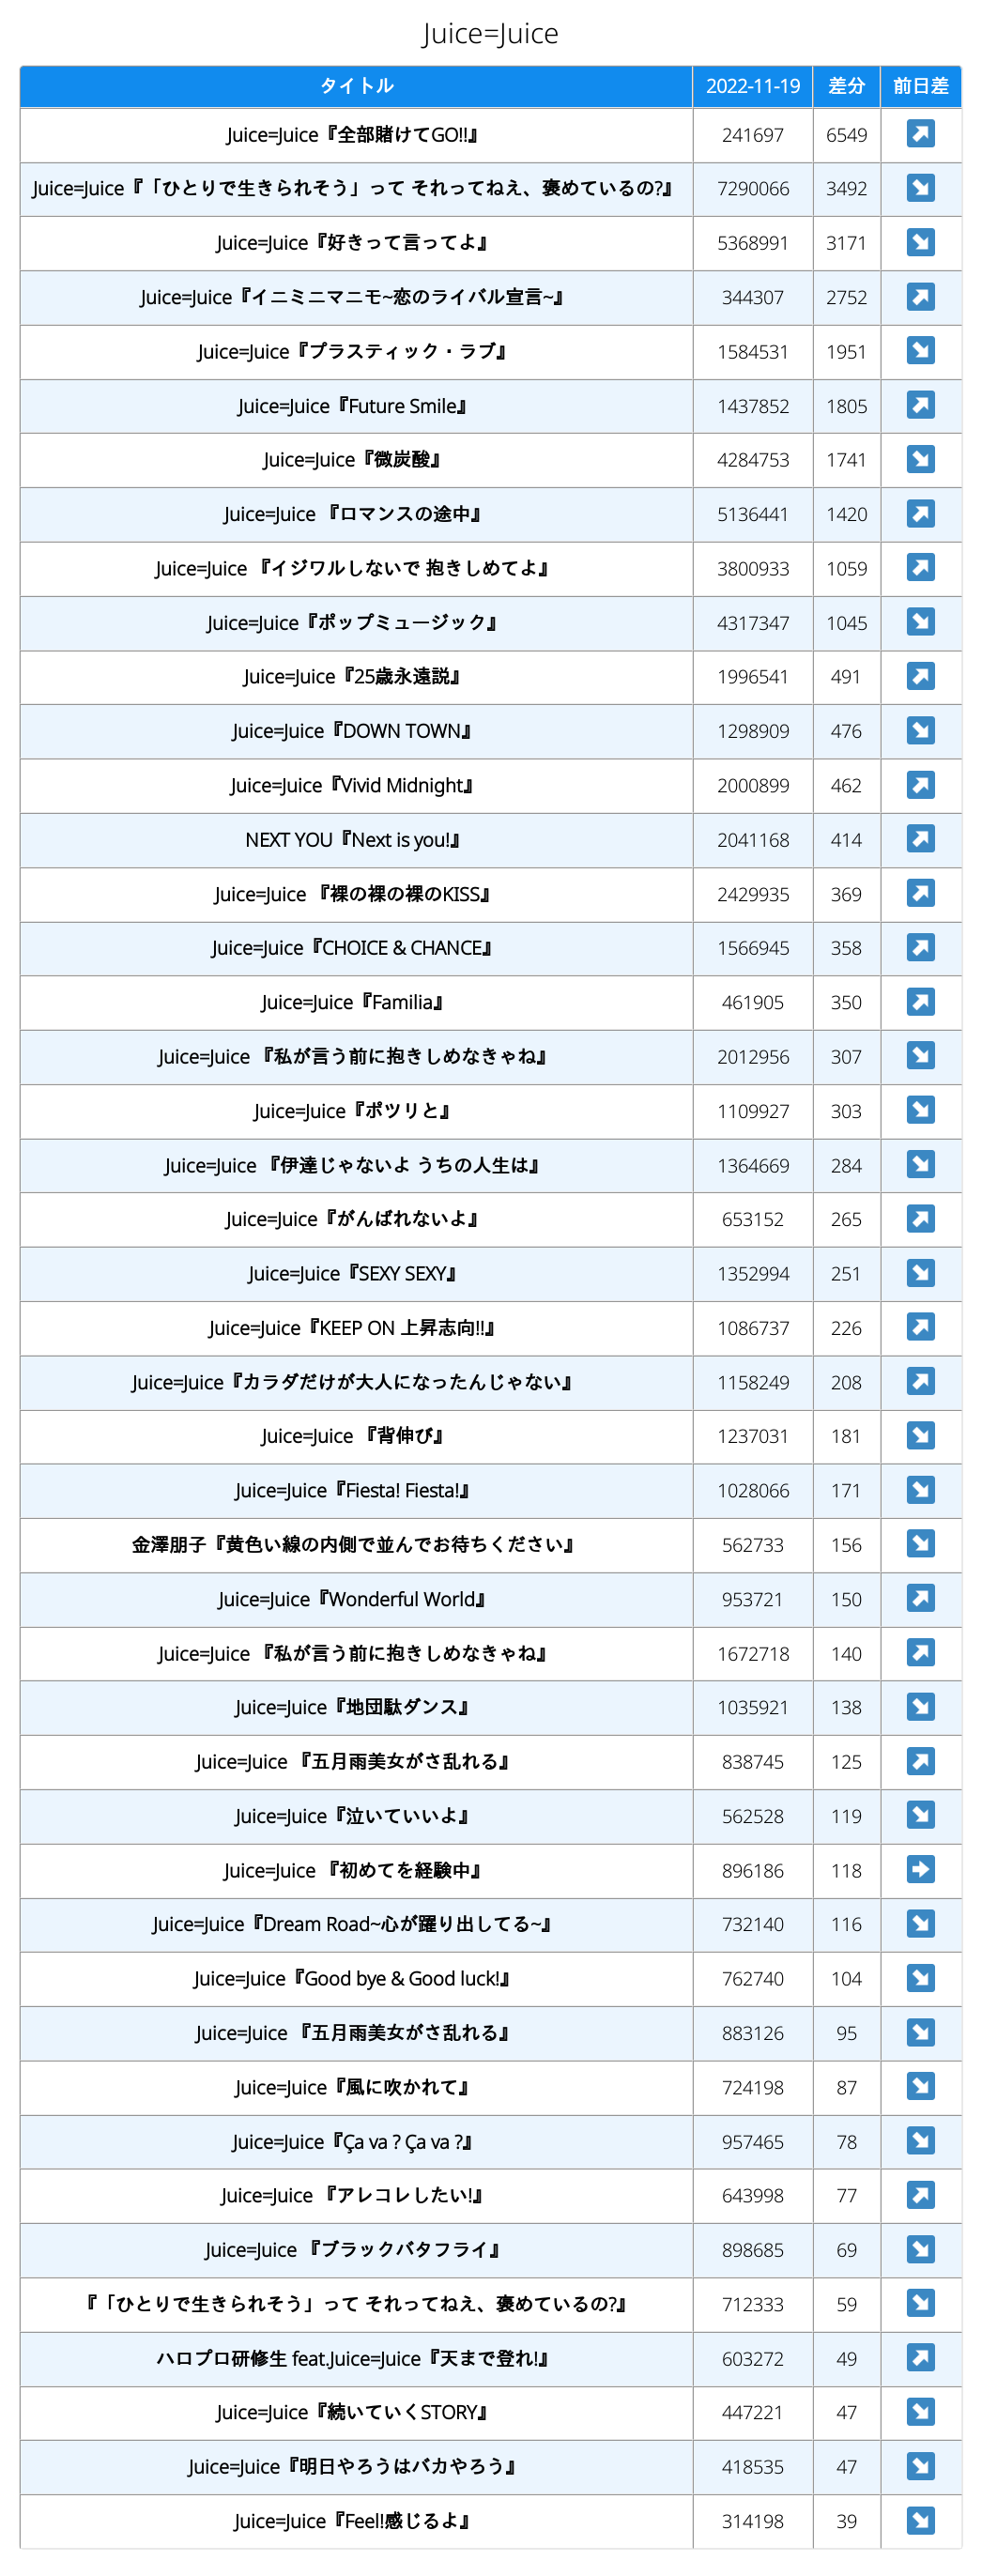 Juice=Juice
タイトル 2022-11-19 差分 前日差
Juice=Juice『全部賭けてGO!!』 241697 6549 ↗
Juice=Juice『「ひとりで生きられそう」って それってねえ、褒めているの?』 7290066 3492 ↘
Juice=Juice『好きって言ってよ』 5368991 3171 ↘
Juice=Juice『イニミニマニモ~恋のライバル宣言~』 344307 2752 ↗
Juice=Juice『プラスティック・ラブ』 1584531 1951 ↘
Juice=Juice『Future Smile』 1437852 1805 ↗
Juice=Juice『微炭酸』 4284753 1741 ↘
Juice=Juice 『ロマンスの途中』 5136441 1420 ↗
Juice=Juice 『イジワルしないで 抱きしめてよ』 3800933 1059 ↗
Juice=Juice『ポップミュージック』 4317347 1045 ↘
Juice=Juice『25歳永遠説』 1996541 491 ↗
Juice=Juice『DOWN TOWN』 1298909 476 ↘
Juice=Juice『Vivid Midnight』 2000899 462 ↗
NEXT YOU『Next is you!』 2041168 414 ↗
Juice=Juice 『裸の裸の裸のKISS』 2429935 369 ↗
Juice=Juice『CHOICE & CHANCE』 1566945 358 ↗
Juice=Juice『Familia』 461905 350 ↗
Juice=Juice 『私が言う前に抱きしめなきゃね』 2012956 307 ↘
Juice=Juice『ポツリと』 1109927 303 ↘
Juice=Juice 『伊達じゃないよ うちの人生は』 1364669 284 ↘
Juice=Juice『がんばれないよ』 653152 265 ↗
Juice=Juice『SEXY SEXY』 1352994 251 ↘
Juice=Juice『KEEP ON 上昇志向!!』 1086737 226 ↗
Juice=Juice『カラダだけが大人になったんじゃない』 1158249 208 ↗
Juice=Juice 『背伸び』 1237031 181 ↘
Juice=Juice『Fiesta! Fiesta!』 1028066 171 ↘
金澤朋子『黄色い線の内側で並んでお待ちください』 562733 156 ↘
Juice=Juice『Wonderful World』 953721 150 ↗
Juice=Juice 『私が言う前に抱きしめなきゃね』 1672718 140 ↗
Juice=Juice『地団駄ダンス』 1035921 138 ↘
Juice=Juice 『五月雨美女がさ乱れる』 838745 125 ↗
Juice=Juice『泣いていいよ』 562528 119 ↘
Juice=Juice 『初めてを経験中』 896186 118 →
Juice=Juice『Dream Road~心が躍り出してる~』 732140 116 ↘
Juice=Juice『Good bye & Good luck!』 762740 104 ↘
Juice=Juice 『五月雨美女がさ乱れる』 883126 95 ↘
Juice=Juice『風に吹かれて』 724198 87 ↘
Juice=Juice『Ça va ? Ça va ?』 957465 78 ↘
Juice=Juice 『アレコレしたい!』 643998 77 ↗
Juice=Juice 『ブラックバタフライ』 898685 69 ↘
『「ひとりで生きられそう」って それってねえ、褒めているの?』 712333 59 ↘
ハロプロ研修生 feat.Juice=Juice『天まで登れ!』 603272 49 ↗
Juice=Juice『続いていくSTORY』 447221 47 ↘
Juice=Juice『明日やろうはバカやろう』 418535 47 ↘
Juice=Juice『Feel!感じるよ』 314198 39 ↘